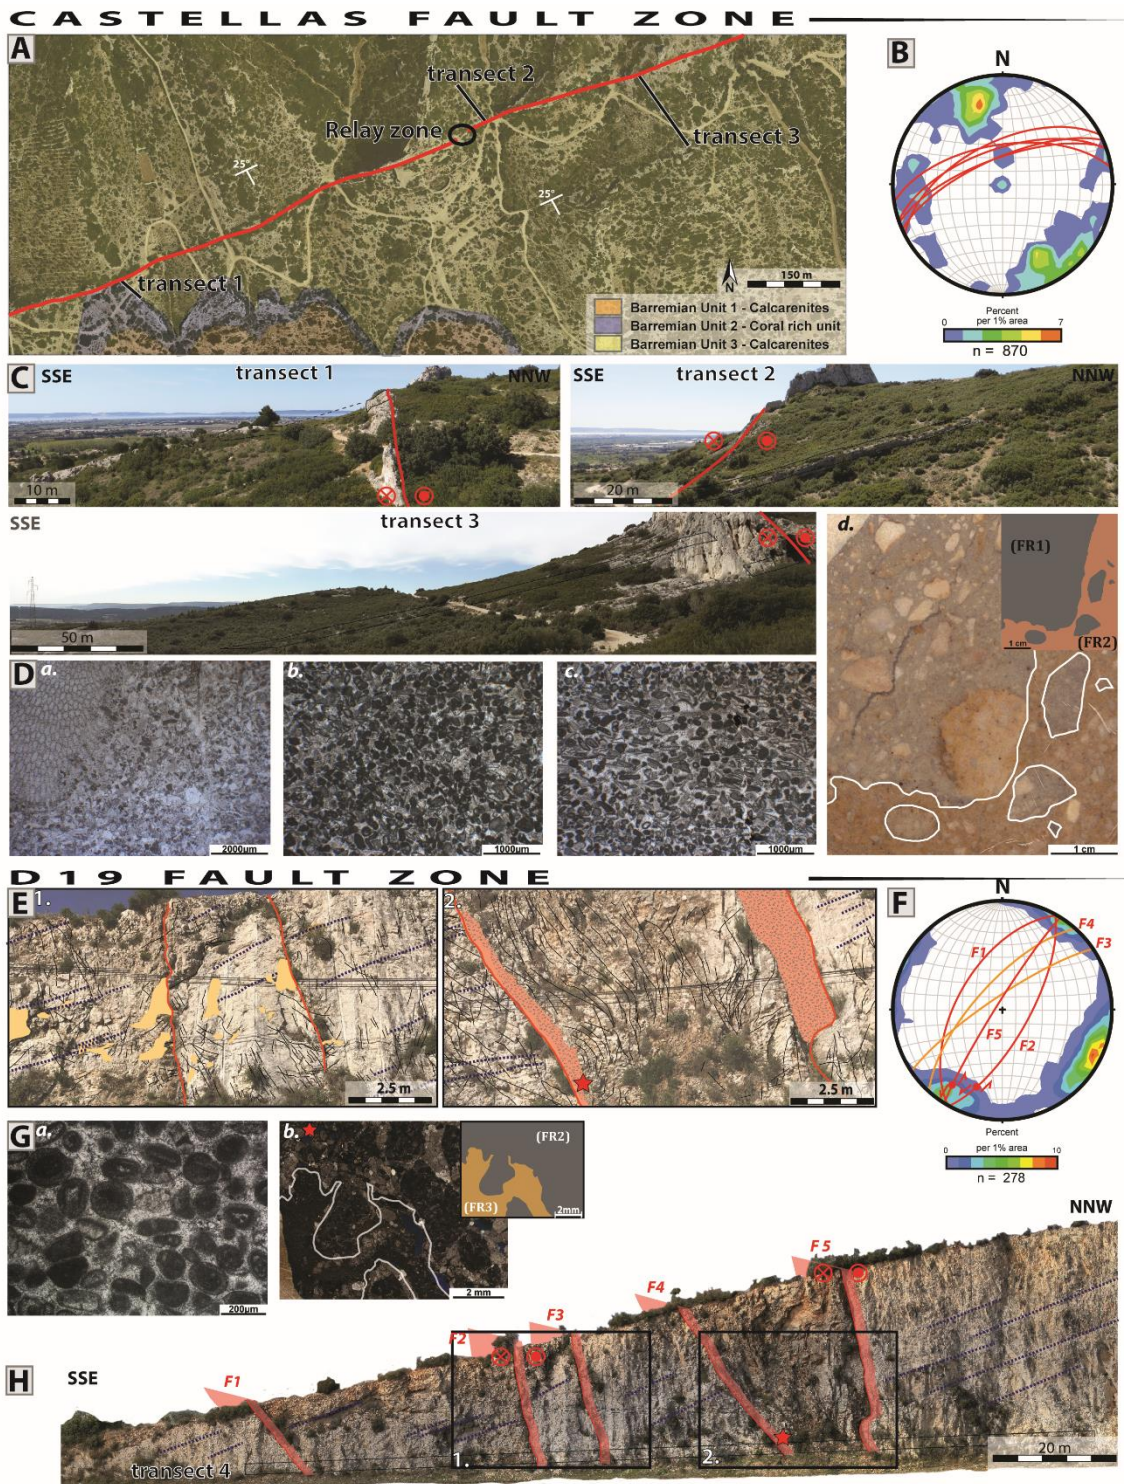 CASTELLAS FAULT ZONE
A
transect 2
Relay zone
transect 3
25°
25°
transect 1
N
150 m
Barremian Unit 1 - Calcarenites
Barremian Unit 2 - Coral rich unit
Barremian Unit 3 - Calcarenites
B
N
Percent
per 1% area
0 7
n = 870
C
SSE
transect 1
NNW
10 m
SSE
transect 2
NNW
20 m
SSE
transect 3
50 m
d.
(FR1)
1 cm
(FR2)
1 cm
D
a.
2000µm
b.
1000µm
c.
1000µm
D19 FAULT ZONE
E
1.
2.5 m
2.
2.5 m
F
N
F4
F3
F1
F5
F2
Percent
0 per 1% area 10
n = 278
G
a.
200µm
b.
(FR2)
(FR3)
2mm
2 mm
H
SSE
NNW
F1
F2
F3
F4
F5
1.
2.
transect 4
20 m